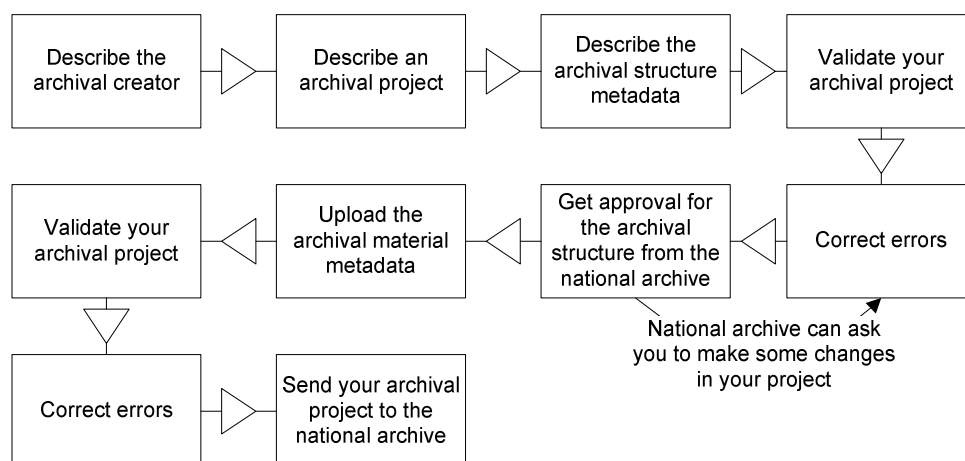 Describe the
archival creator
Describe an
archival project
Describe the
archival structure
metadata
Validate your
archival project
Correct errors
Get approval for
the archival
structure from the
national archive
National archive can ask
you to make some changes
in your project
Upload the
archival material
metadata
Validate your
archival project
Correct errors
Send your archival
project to the
national archive